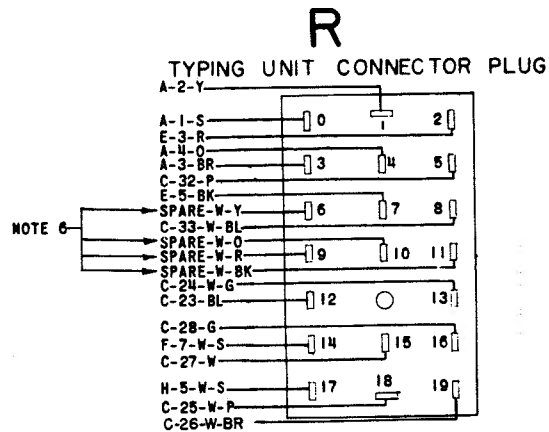 R
TYPING UNIT CONNECTOR PLUG
A-2-Y
A-1-S 0 1 2
E-3-R
A-4-O
A-3-BR 3 4 5
C-32-P
E-5-BK
SPARE-W-Y 6 7 8
C-33-W-BL
NOTE 6
SPARE-W-O
SPARE-W-R 9 10 11
SPARE-W-BK
C-24-W-G
C-23-BL 12 13
C-28-G
F-7-W-S 14 15 16
C-27-W
H-5-W-S 17 18 19
C-25-W-P
C-26-W-BR